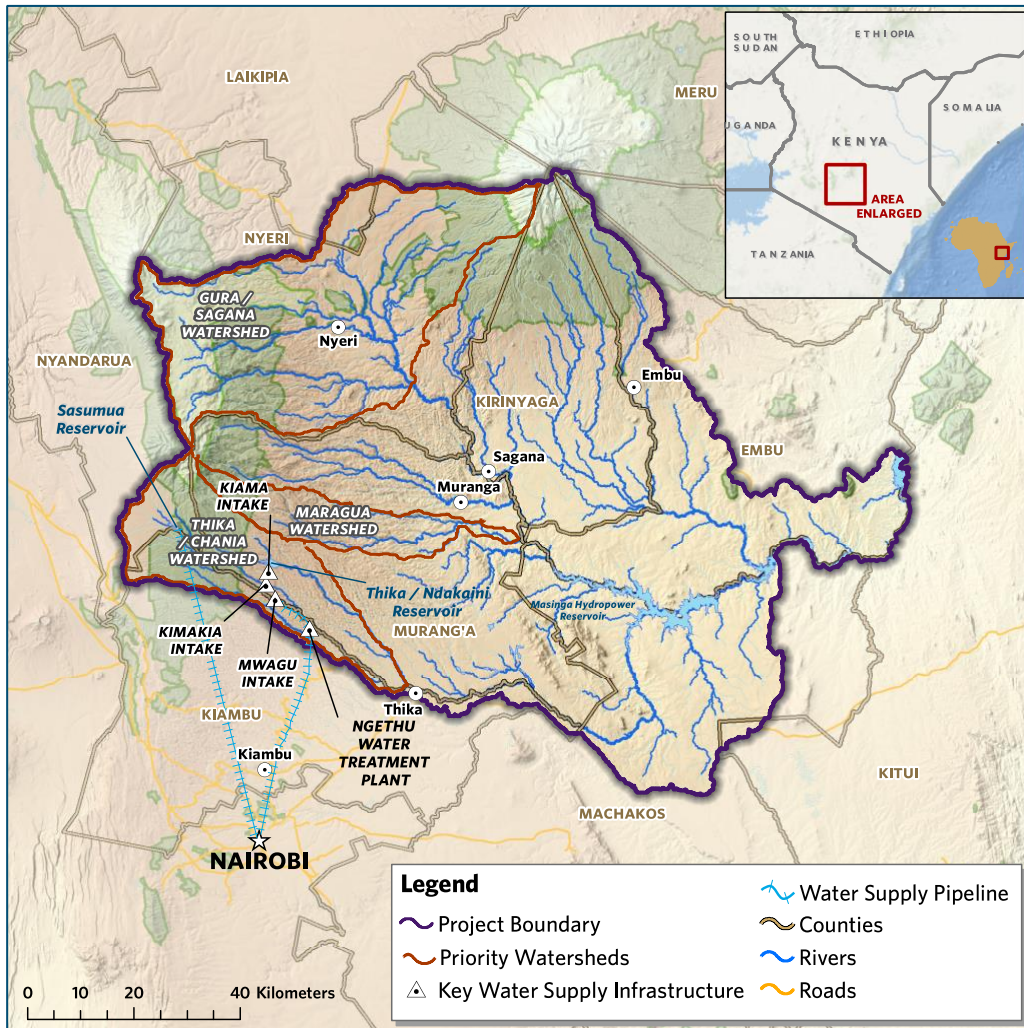 LAIKIPIA
MERU
NYERI
GURA /
SAGANA
WATERSHED
Nyeri
NYANDARUA
Embu
KIRINYAGA
Sasumua
Reservoir
EMBU
Sagana
Muranga
KIAMA
INTAKE
MARAGUA
WATERSHED
THIKA
/ CHANIA
WATERSHED
Thika / Ndakaini
Reservoir
Masinga Hydropower
Reservoir
KIMAKIA
INTAKE
MURANG'A
MWAGU
INTAKE
Thika
KIAMBU
NGETHU
WATER
TREATMENT
PLANT
Kiambu
KITUI
MACHAKOS
NAIROBI
SOUTH
SUDAN
ETHIOPIA
SOMALIA
UGANDA
KENYA
AREA
ENLARGED
TANZANIA
Legend
Project Boundary
Priority Watersheds
Key Water Supply Infrastructure
Water Supply Pipeline
Counties
Rivers
Roads
0 10 20 40 Kilometers